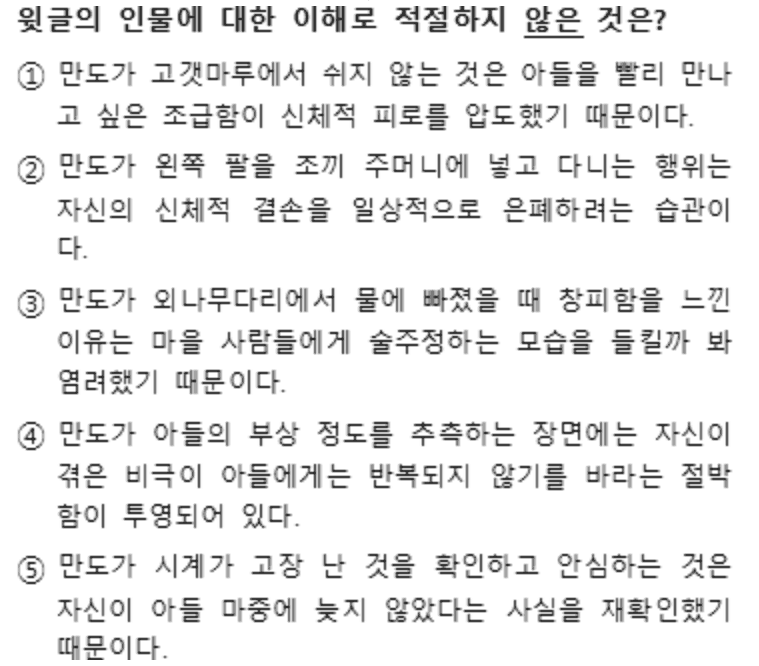 윗글의 인물에 대한 이해로 적절하지 않은 것은?
① 만도가 고갯마루에서 쉬지 않는 것은 아들을 빨리 만나
고 싶은 조급함이 신체적 피로를 압도했기 때문이다.
② 만도가 왼쪽 팔을 조끼 주머니에 넣고 다니는 행위는
자신의 신체적 결손을 일상적으로 은폐하려는 습관이
다.
③ 만도가 외나무다리에서 물에 빠졌을 때 창피함을 느낀
이유는 마을 사람들에게 술주정하는 모습을 들킬까 봐
염려했기 때문이다.
④ 만도가 아들의 부상 정도를 추측하는 장면에는 자신이
겪은 비극이 아들에게는 반복되지 않기를 바라는 절박
함이 투영되어 있다.
⑤ 만도가 시계가 고장 난 것을 확인하고 안심하는 것은
자신이 아들 마중에 늦지 않았다는 사실을 재확인했기
때문이다.